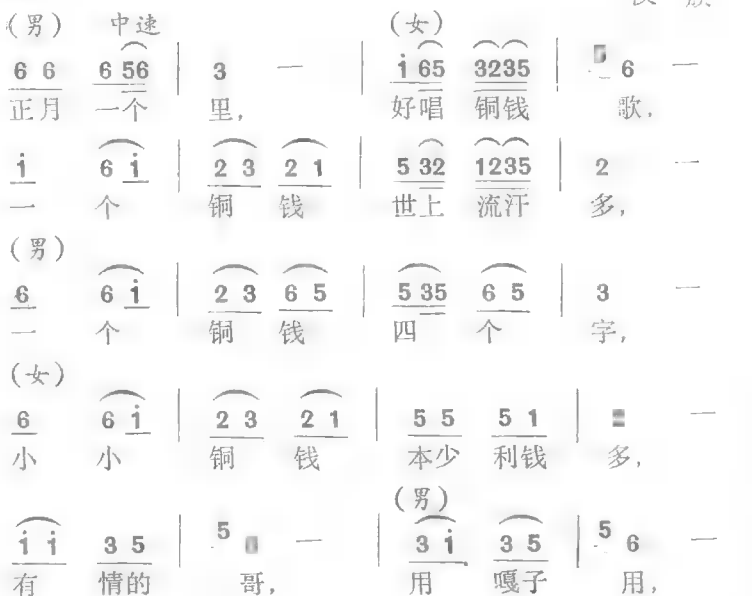 (男) 中速 (女)
6 6 6 56 | 3 — | i 65 3235 | 6 —
正月 一个 里， 好唱 铜钱 歌，
i 6 i | 2 3 2 1 | 5 32 1235 | 2 —
一 个 铜 钱 世上 流汗 多，
(男)
6 6 i | 2 3 6 5 | 5 35 6 5 | 3 —
一 个 铜 钱 四 个 字，
(女)
6 6 i | 2 3 2 1 | 5 5 5 1 | —
小 小 铜 钱 本少 利钱 多，
(男)
i i 3 5 | 5 — | 3 i 3 5 | 5 6 —
有 情的 哥， 用 嘎子 用，